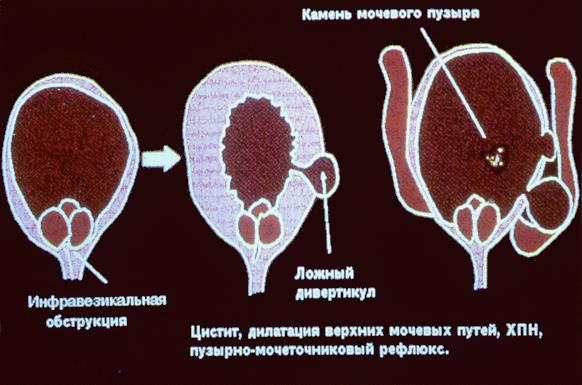 Камень мочевого пузыря
Инфравезикальная
обструкция
Ложный
дивертикул
Цистит, дилатация верхних мочевых путей, ХПН,
пузырно-мочеточниковый рефлюкс.